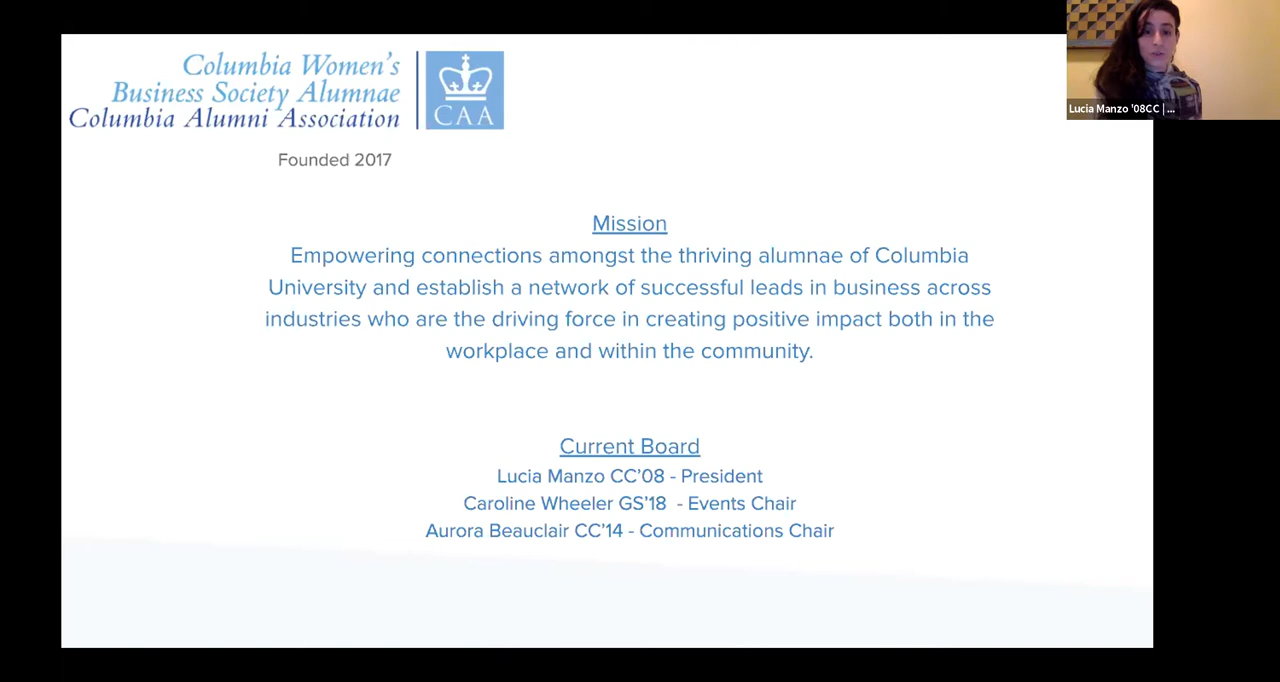 Columbia Women's
Business Society Alumnae
Columbia Alumni Association
CAA
Founded 2017
Lucia Manzo '08CC | ...
Mission
Empowering connections amongst the thriving alumnae of Columbia
University and establish a network of successful leads in business across
industries who are the driving force in creating positive impact both in the
workplace and within the community.
Current Board
Lucia Manzo CC'08 - President
Caroline Wheeler GS'18 - Events Chair
Aurora Beauclair CC'14 - Communications Chair